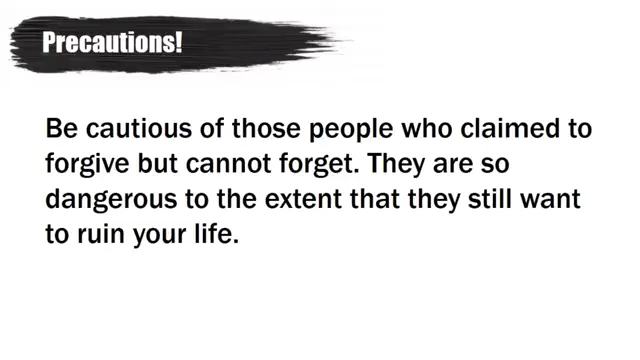 Precautions!
Be cautious of those people who claimed to
forgive but cannot forget. They are so
dangerous to the extent that they still want
to ruin your life.